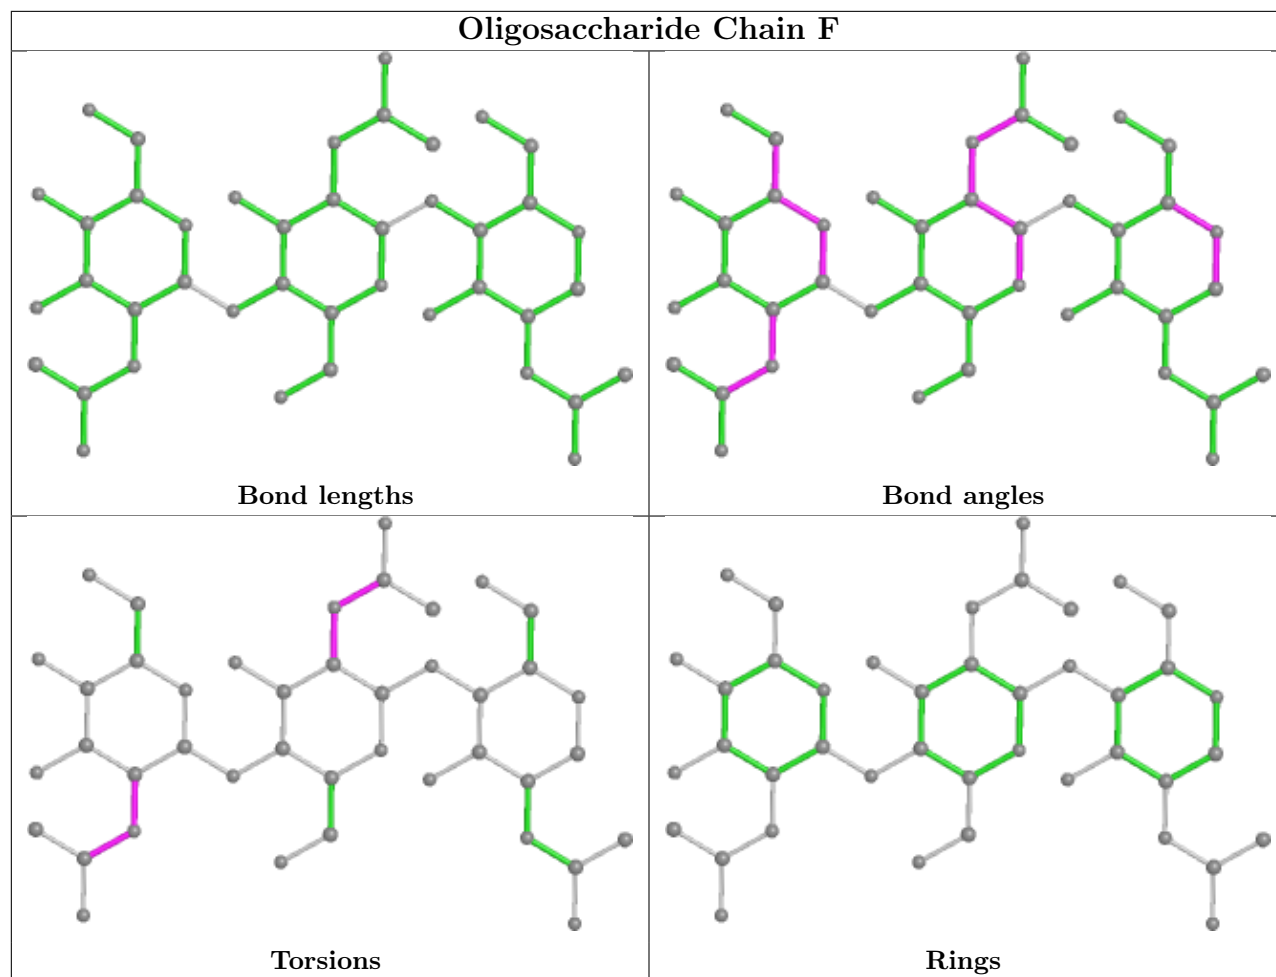 Oligosaccharide Chain F
Bond lengths
Bond angles
Torsions
Rings